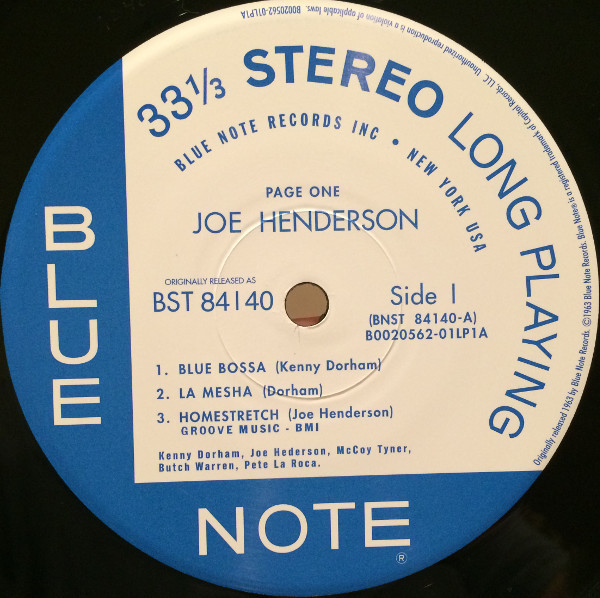 33⅓ STEREO LONG PLAYING
BLUE NOTE RECORDS INC • NEW YORK USA
PAGE ONE
JOE HENDERSON
ORIGINALLY RELEASED AS
BST 84140
Side 1
(BNST 84140-A)
B0020562-01LP1A
1. BLUE BOSSA (Kenny Dorham)
2. LA MESHA (Dorham)
3. HOMESTRETCH (Joe Henderson)
GROOVE MUSIC - BMI
Kenny Dorham, Joe Hederson, McCoy Tyner,
Butch Warren, Pete La Roca.
BLUE
NOTE®
Originally released 1963 by Blue Note Records. ©1963 Blue Note Records. Blue Note® is a registered trademark of Capitol Records, LLC. Unauthorized reproduction is a violation of applicable laws. B0020562-01LP1A